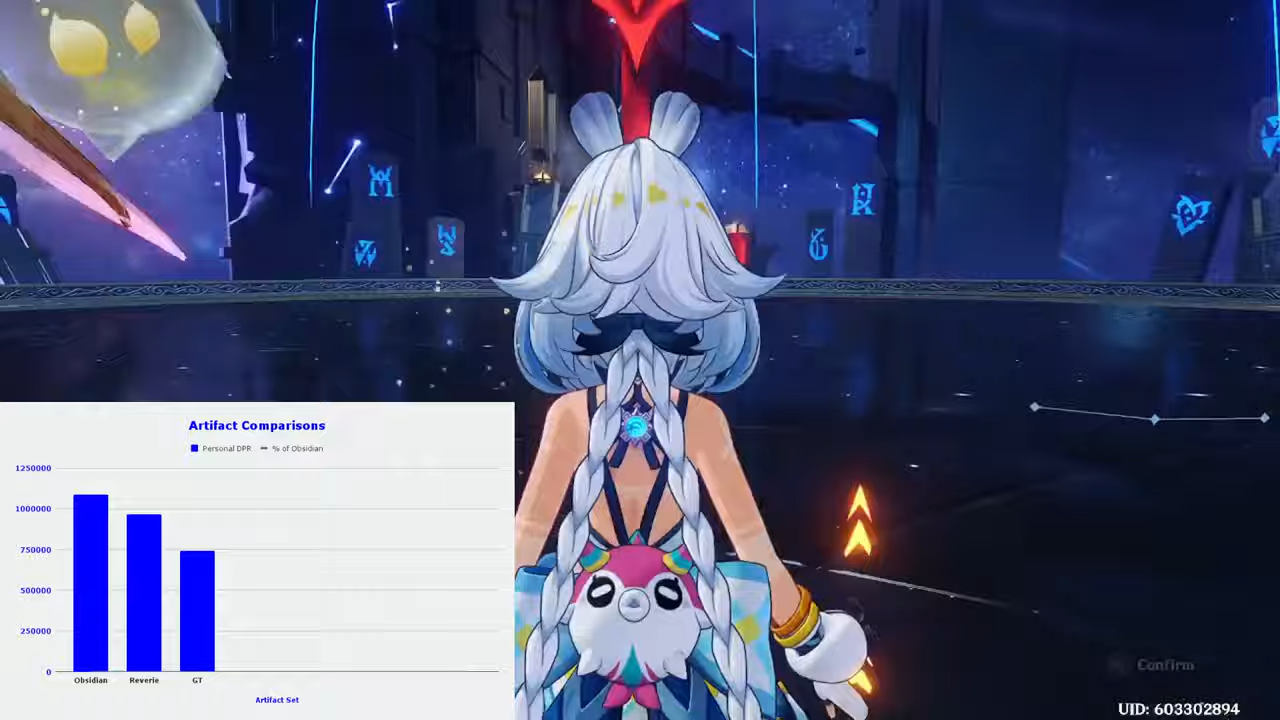 Artifact Comparisons
Personal DPR
% of Obsidian
1250000
1000000
750000
500000
250000
0
Obsidian
Reverie
GT
Artifact Set
Confirm
UID: 603302894